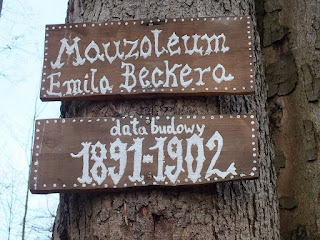 Mauzoleum
Emila Beckera
data budowy
1891-1902